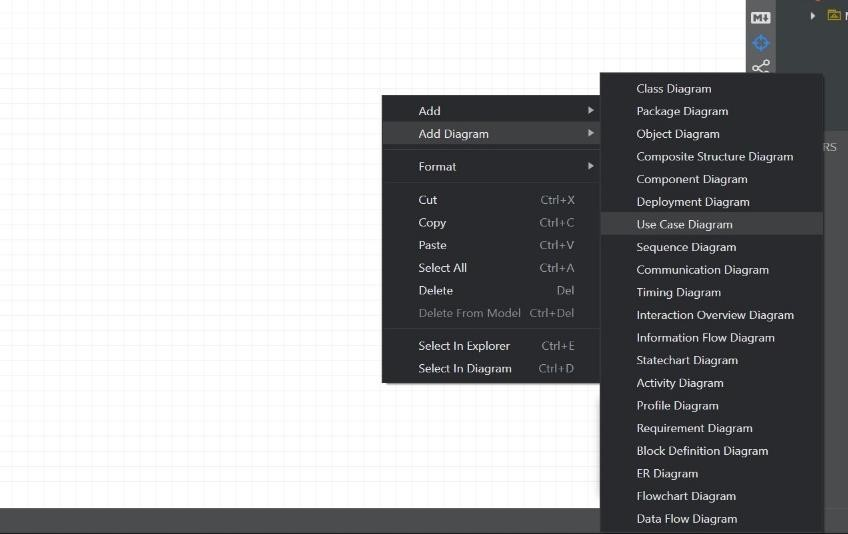 M↓
Add
Add Diagram
Format
Cut Ctrl+X
Copy Ctrl+C
Paste Ctrl+V
Select All Ctrl+A
Delete Del
Delete From Model Ctrl+Del
Select In Explorer Ctrl+E
Select In Diagram Ctrl+D
Class Diagram
Package Diagram
Object Diagram
Composite Structure Diagram
Component Diagram
Deployment Diagram
Use Case Diagram
Sequence Diagram
Communication Diagram
Timing Diagram
Interaction Overview Diagram
Information Flow Diagram
Statechart Diagram
Activity Diagram
Profile Diagram
Requirement Diagram
Block Definition Diagram
ER Diagram
Flowchart Diagram
Data Flow Diagram
RS